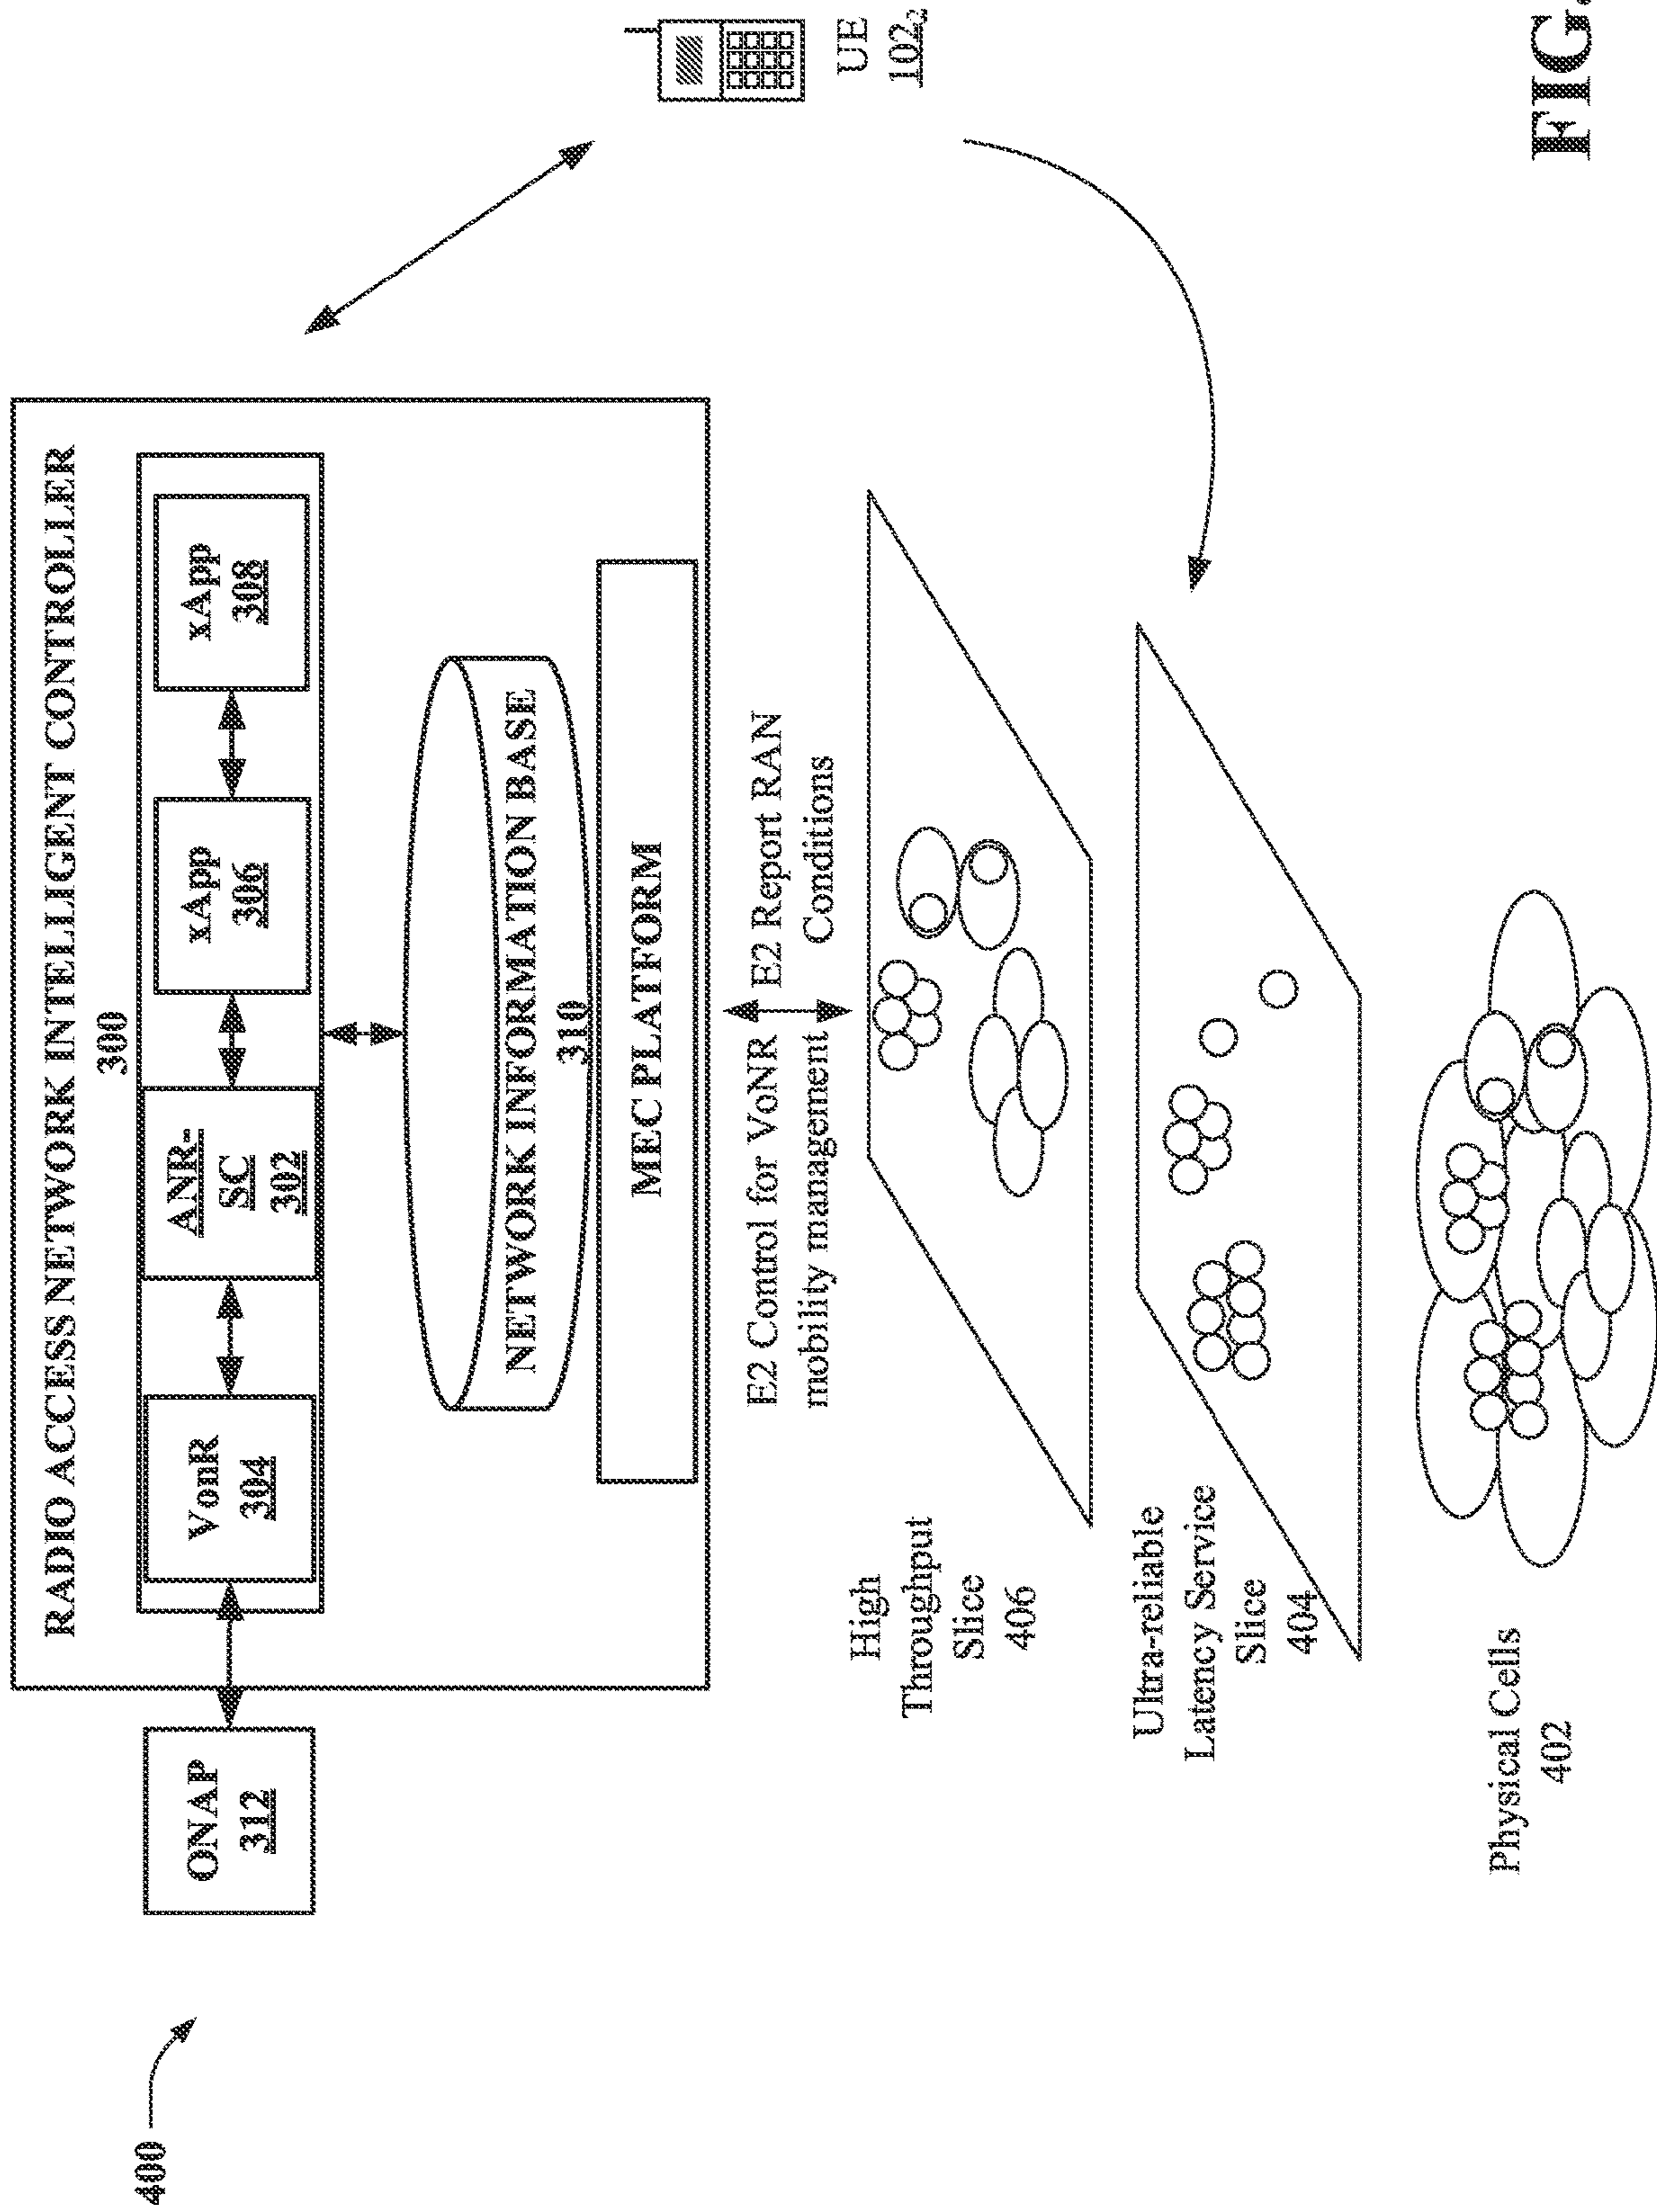 400
RADIO ACCESS NETWORK INTELLIGENT CONTROLLER
300
ONAP
312
VonR
304
ANR-
SC
302
xApp
306
xApp
308
NETWORK INFORMATION BASE
310
MEC PLATFORM
E2 Control for VoNR
mobility management
E2 Report RAN
Conditions
UE
102₂
High
Throughput
Slice
406
Ultra-reliable
Latency Service
Slice
404
Physical Cells
402
FIG.